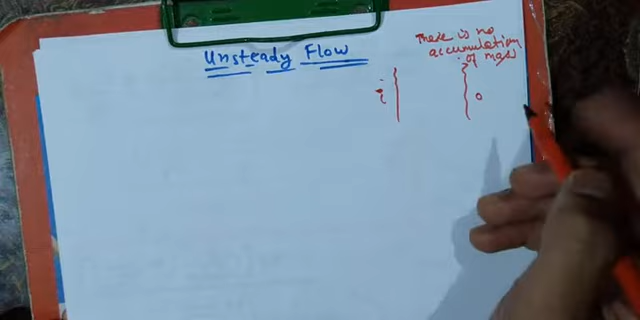 Unsteady Flow
There is no
accumulation
of mass
i
o